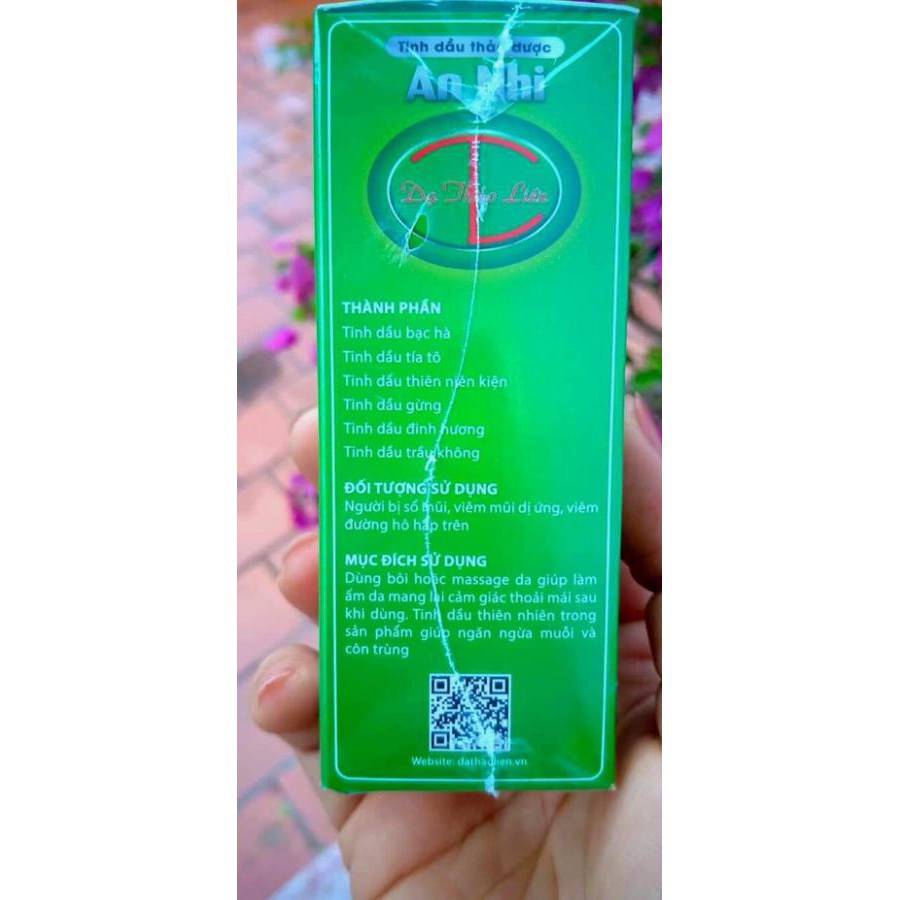 Tinh dầu thảo dược
An Nhi
Dạ Thảo Liên
THÀNH PHẦN
Tinh dầu bạc hà
Tinh dầu tía tô
Tinh dầu thiên niên kiện
Tinh dầu gừng
Tinh dầu đinh hương
Tinh dầu trầu không
ĐỐI TƯỢNG SỬ DỤNG
Người bị sổ mũi, viêm mũi dị ứng, viêm
đường hô hấp trên
MỤC ĐÍCH SỬ DỤNG
Dùng bôi hoặc massage da giúp làm
ấm da mang lại cảm giác thoải mái sau
khi dùng. Tinh dầu thiên nhiên trong
sản phẩm giúp ngăn ngừa muỗi và
côn trùng
Website: dathaolien.vn